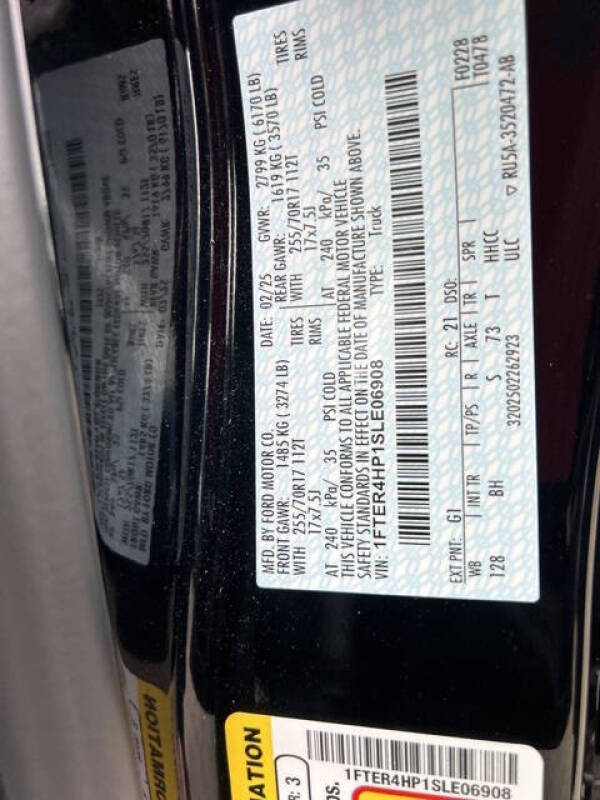 MFD. BY FORD MOTOR CO.
DATE: 02/25 GVWR: 2799 KG ( 6170 LB)
FRONT GAWR: 1485 KG ( 3274 LB) REAR GAWR: 1619 KG ( 3570 LB)
WITH 255/70R17 112T TIRES WITH 255/70R17 112T TIRES
17x7.5J RIMS 17x7.5J RIMS
AT 240 kPa/ 35 PSI COLD AT 240 kPa/ 35 PSI COLD
THIS VEHICLE CONFORMS TO ALL APPLICABLE FEDERAL MOTOR VEHICLE
SAFETY STANDARDS IN EFFECT ON THE DATE OF MANUFACTURE SHOWN ABOVE.
VIN: 1FTER4HP1SLE06908 TYPE: Truck
F0228
T0478
EXT PNT: G1 RC: 21 DSO:
WB INT TR TP/PS R AXLE TR SPR
128 BH S 73 T HHCC
ULC
3202502262923 ▽ RU5A-3520472-AB
1FTER4HP1SLE06908